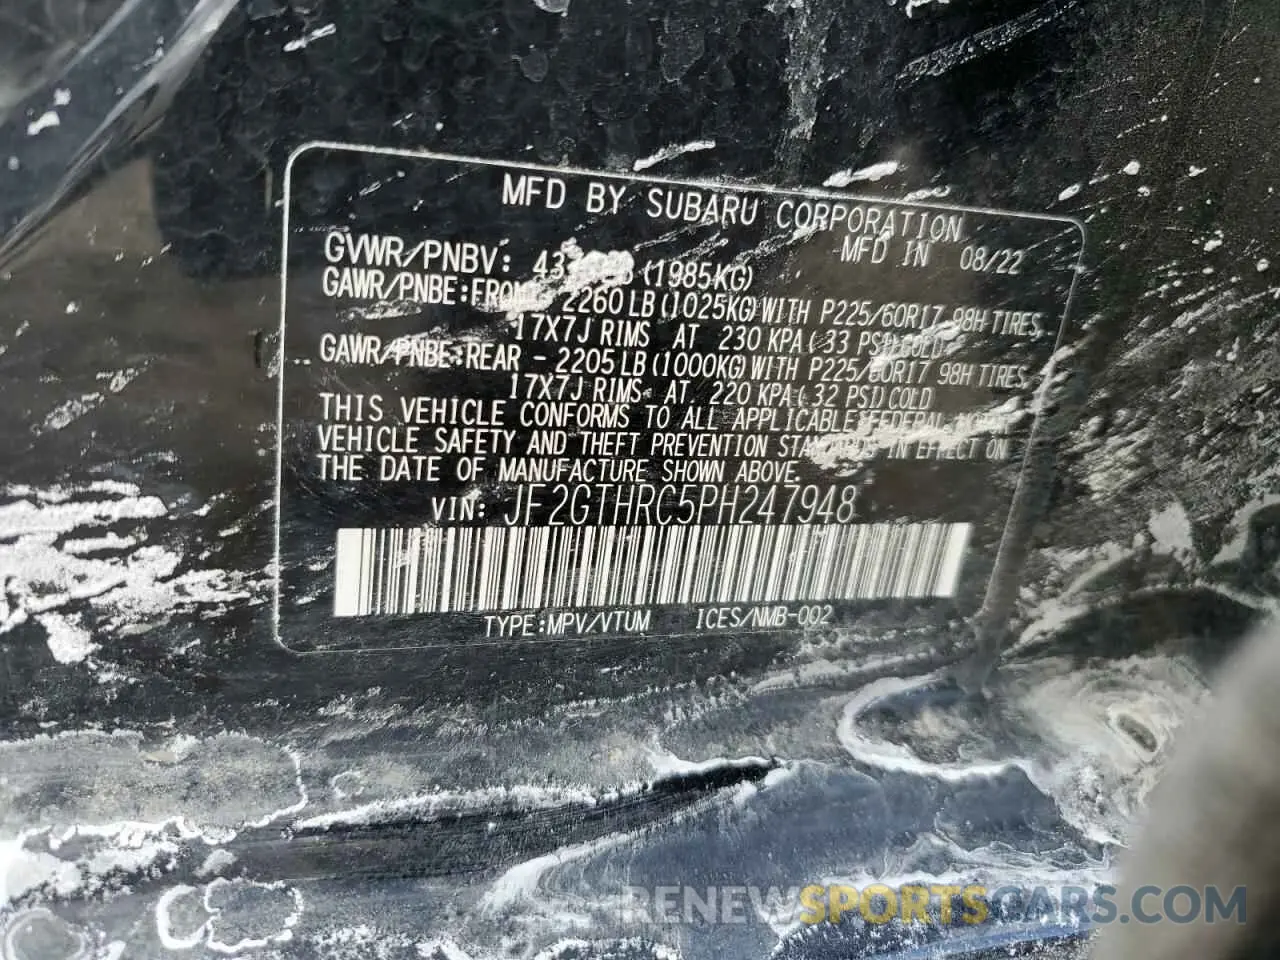 MFD BY SUBARU CORPORATION
MFD IN 08/22
GVWR/PNBV: (1985KG)
GAWR/PNBE:FRONT- 2260 LB (1025KG) WITH P225/60R17 98H TIRES,
17X7J RIMS AT 230 KPA( 33 PSI) COLD
GAWR/PNBE:REAR - 2205 LB (1000KG) WITH P225/60R17 98H TIRES,
17X7J RIMS AT 220 KPA( 32 PSI) COLD
THIS VEHICLE CONFORMS TO ALL APPLICABLE FEDERAL MOTOR
VEHICLE SAFETY AND THEFT PREVENTION STANDARDS IN EFFECT ON
THE DATE OF MANUFACTURE SHOWN ABOVE.
VIN: JF2GTHRC5PH247948
TYPE:MPV/VTUM ICES/NMB-002
RENEWSPORTSCARS.COM